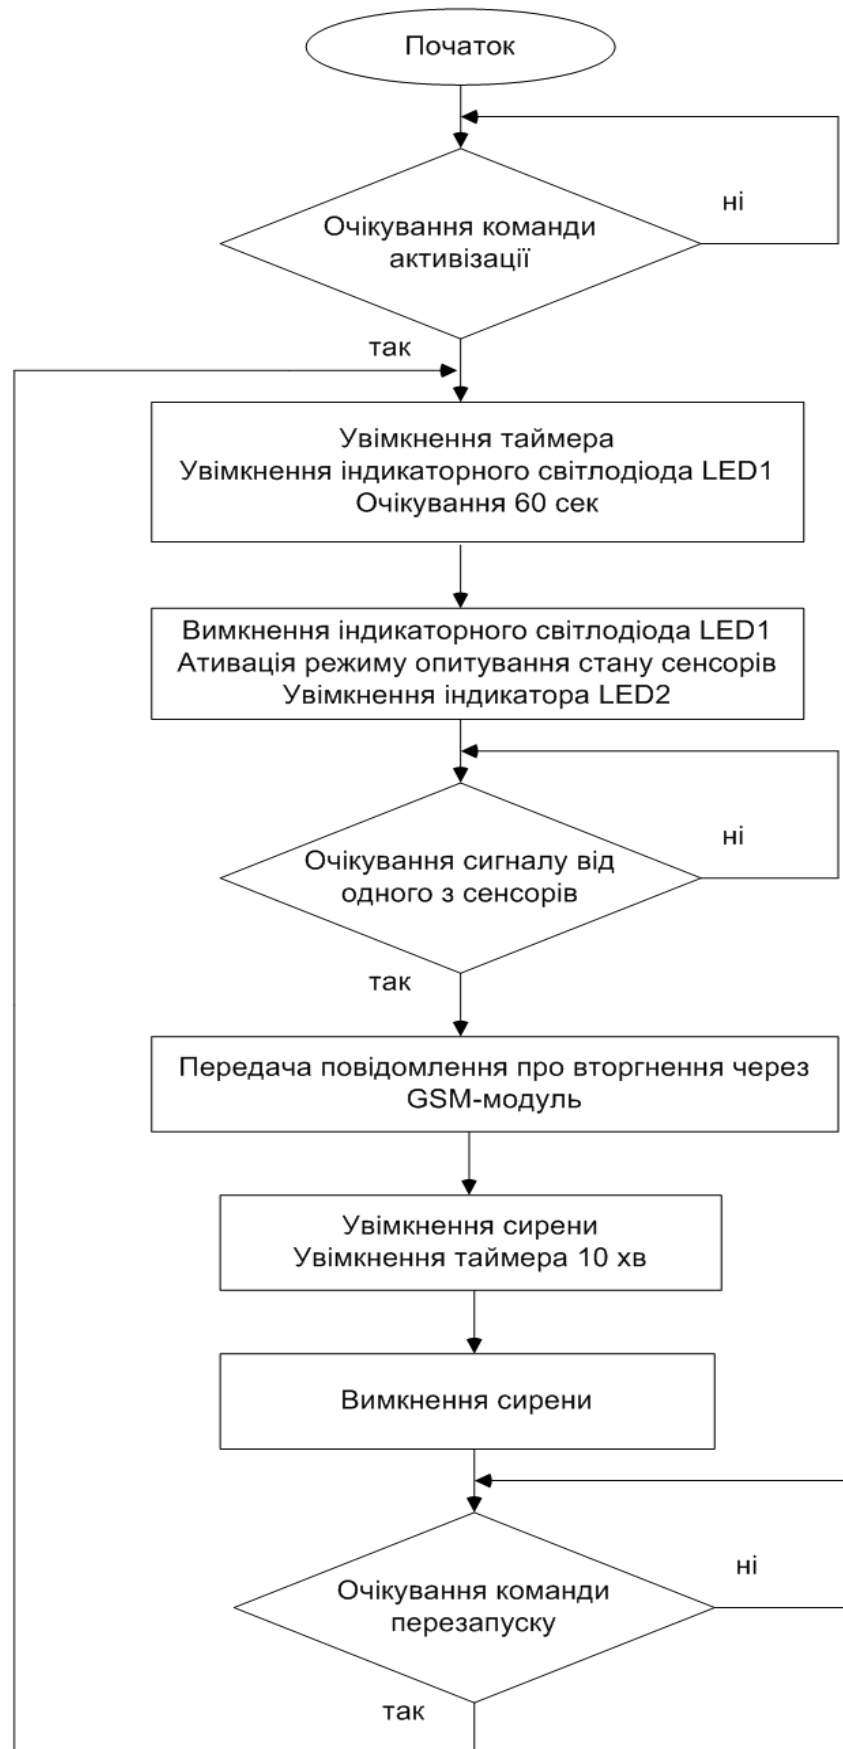 Початок
Очікування команди
активізації
ні
так
Увімкнення таймера
Увімкнення індикаторного світлодіода LED1
Очікування 60 сек
Вимкнення індикаторного світлодіода LED1
Ативація режиму опитування стану сенсорів
Увімкнення індикатора LED2
Очікування сигналу від
одного з сенсорів
ні
так
Передача повідомлення про вторгнення через
GSM-модуль
Увімкнення сирени
Увімкнення таймера 10 хв
Вимкнення сирени
Очікування команди
перезапуску
ні
так